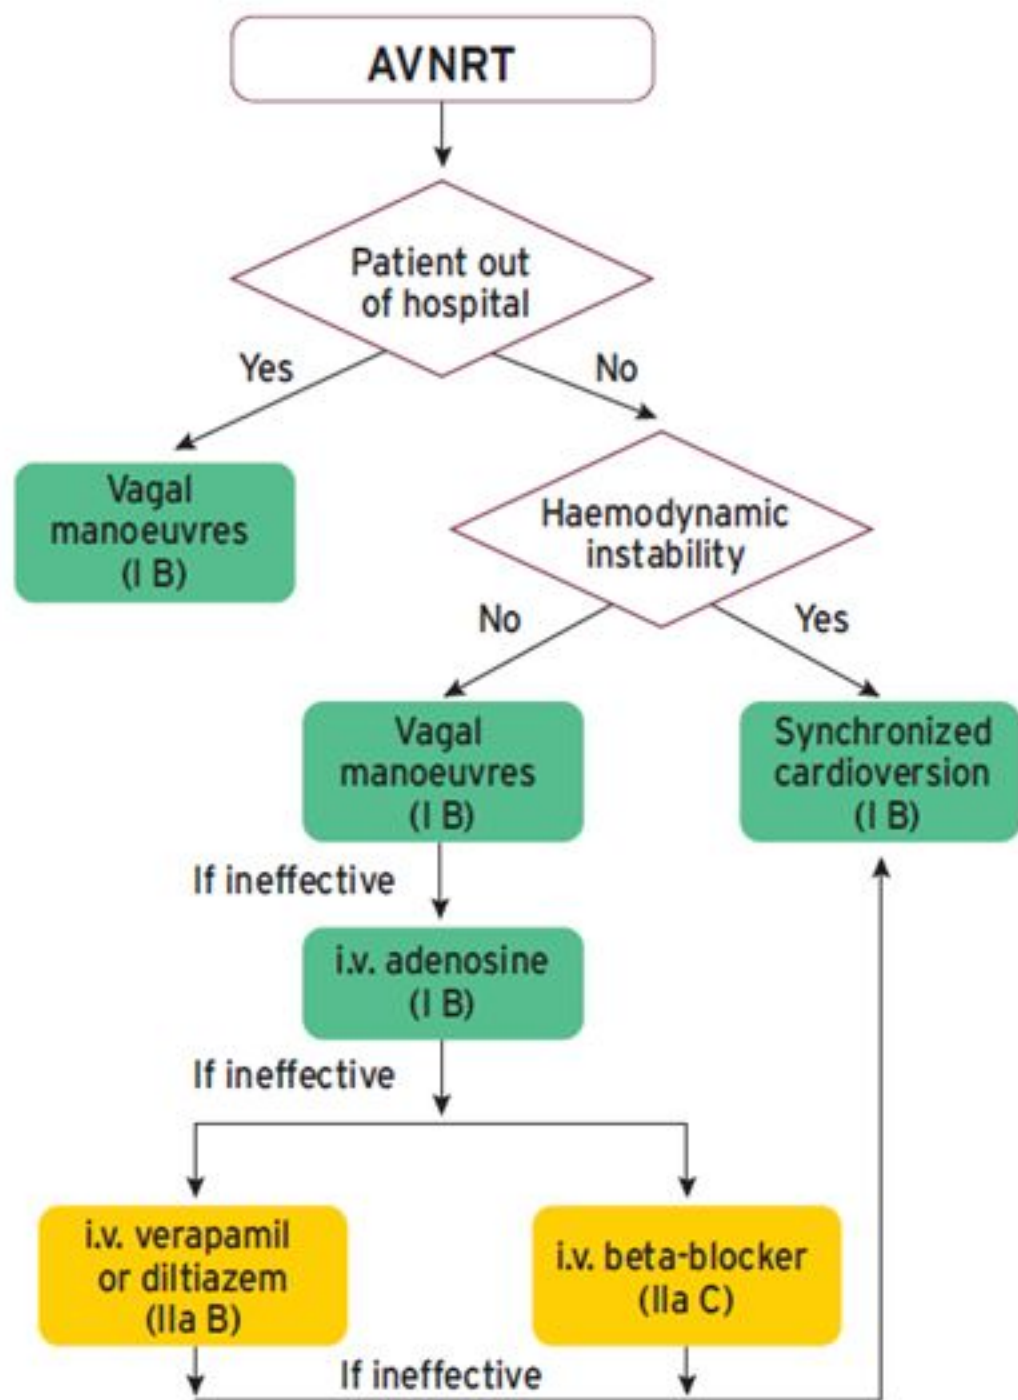 AVNRT
Patient out
of hospital
Yes
No
Vagal
manoeuvres
(I B)
Haemodynamic
instability
No
Yes
Vagal
manoeuvres
(I B)
Synchronized
cardioversion
(I B)
If ineffective
i.v. adenosine
(I B)
If ineffective
i.v. verapamil
or diltiazem
(IIa B)
i.v. beta-blocker
(IIa C)
If ineffective